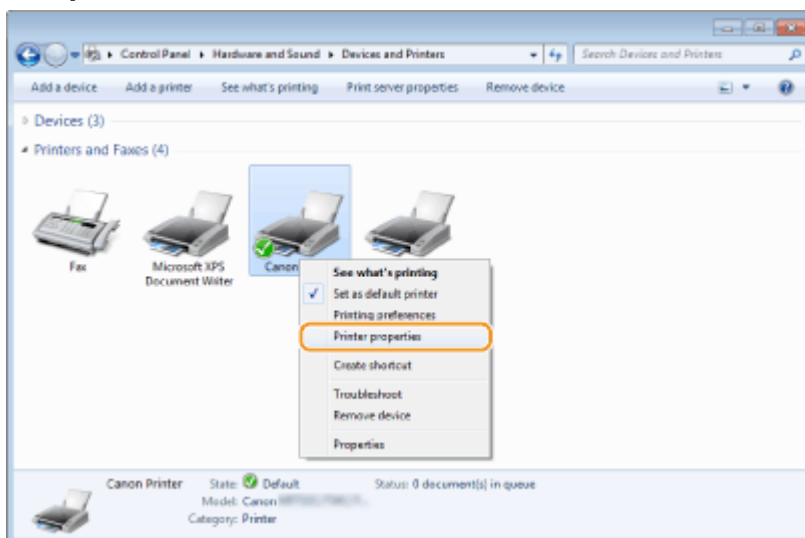 Control Panel ▸ Hardware and Sound ▸ Devices and Printers
Search Devices and Printers
Add a device Add a printer See what's printing Print server properties Remove device
Devices (3)
Printers and Faxes (4)
Fax
Microsoft XPS
Document Writer
Canon
See what's printing
Set as default printer
Printing preferences
Printer properties
Create shortcut
Troubleshoot
Remove device
Properties
Canon Printer State: Default Status: 0 document(s) in queue
Model: Canon
Category: Printer